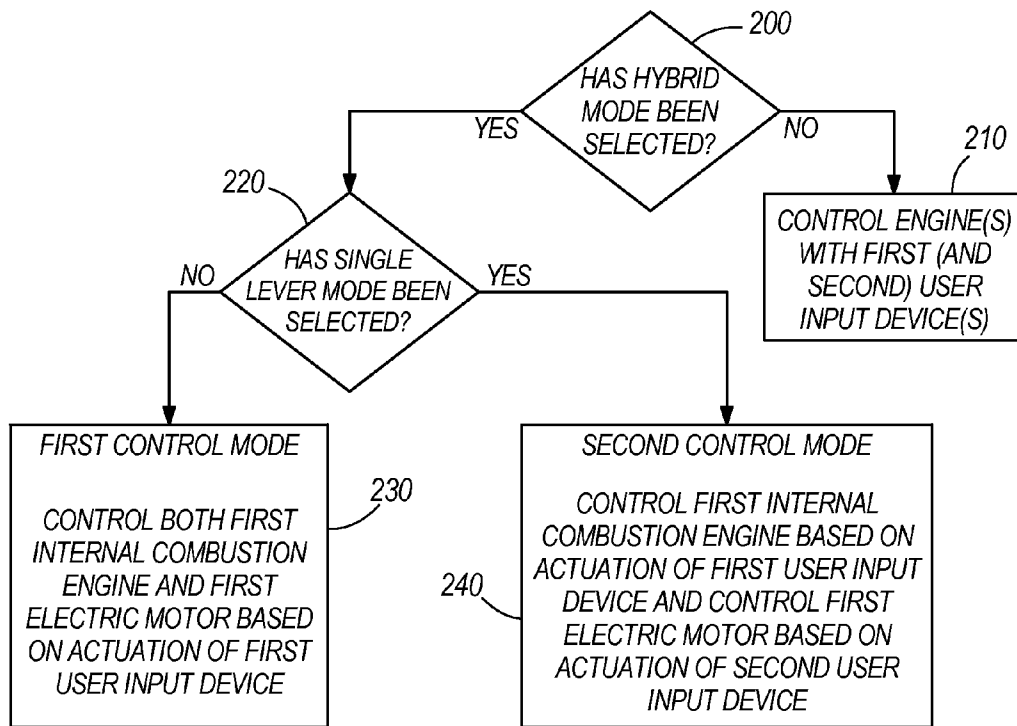 200
HAS HYBRID
MODE BEEN
SELECTED?
YES
NO
210
CONTROL ENGINE(S)
WITH FIRST (AND
SECOND) USER
INPUT DEVICE(S)
220
HAS SINGLE
LEVER MODE BEEN
SELECTED?
NO
YES
FIRST CONTROL MODE
CONTROL BOTH FIRST
INTERNAL COMBUSTION
ENGINE AND FIRST
ELECTRIC MOTOR BASED
ON ACTUATION OF FIRST
USER INPUT DEVICE
230
SECOND CONTROL MODE
CONTROL FIRST INTERNAL
COMBUSTION ENGINE BASED ON
ACTUATION OF FIRST USER INPUT
DEVICE AND CONTROL FIRST
ELECTRIC MOTOR BASED ON
ACTUATION OF SECOND USER
INPUT DEVICE
240